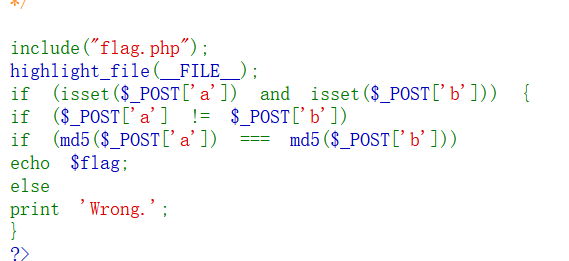 */
include("flag.php");
highlight_file(__FILE__);
if (isset($_POST['a']) and isset($_POST['b'])) {
if ($_POST['a'] != $_POST['b'])
if (md5($_POST['a']) === md5($_POST['b']))
echo $flag;
else
print 'Wrong.';
}
?>